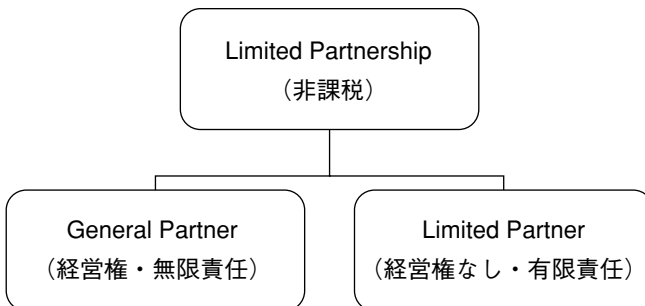 Limited Partnership
（非課税）
General Partner
（経営権・無限責任）
Limited Partner
（経営権なし・有限責任）